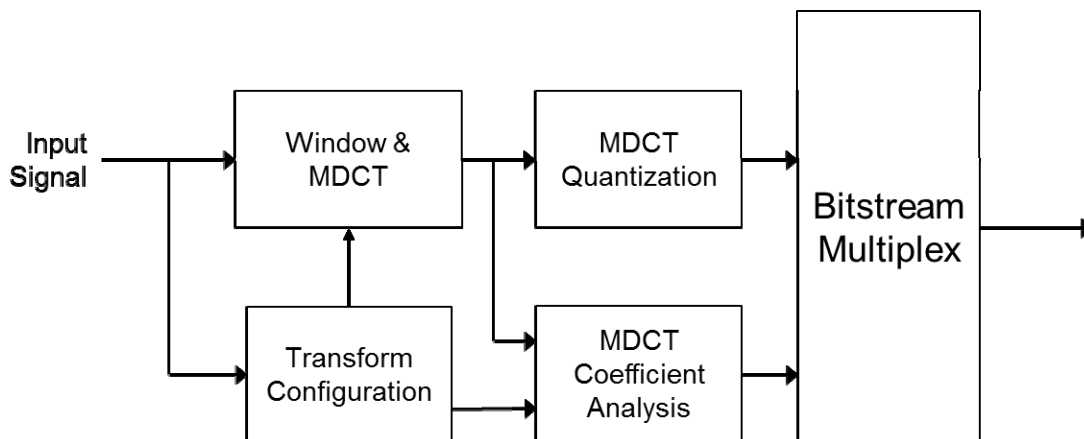 Input
Signal
Window &
MDCT
MDCT
Quantization
Bitstream
Multiplex
Transform
Configuration
MDCT
Coefficient
Analysis